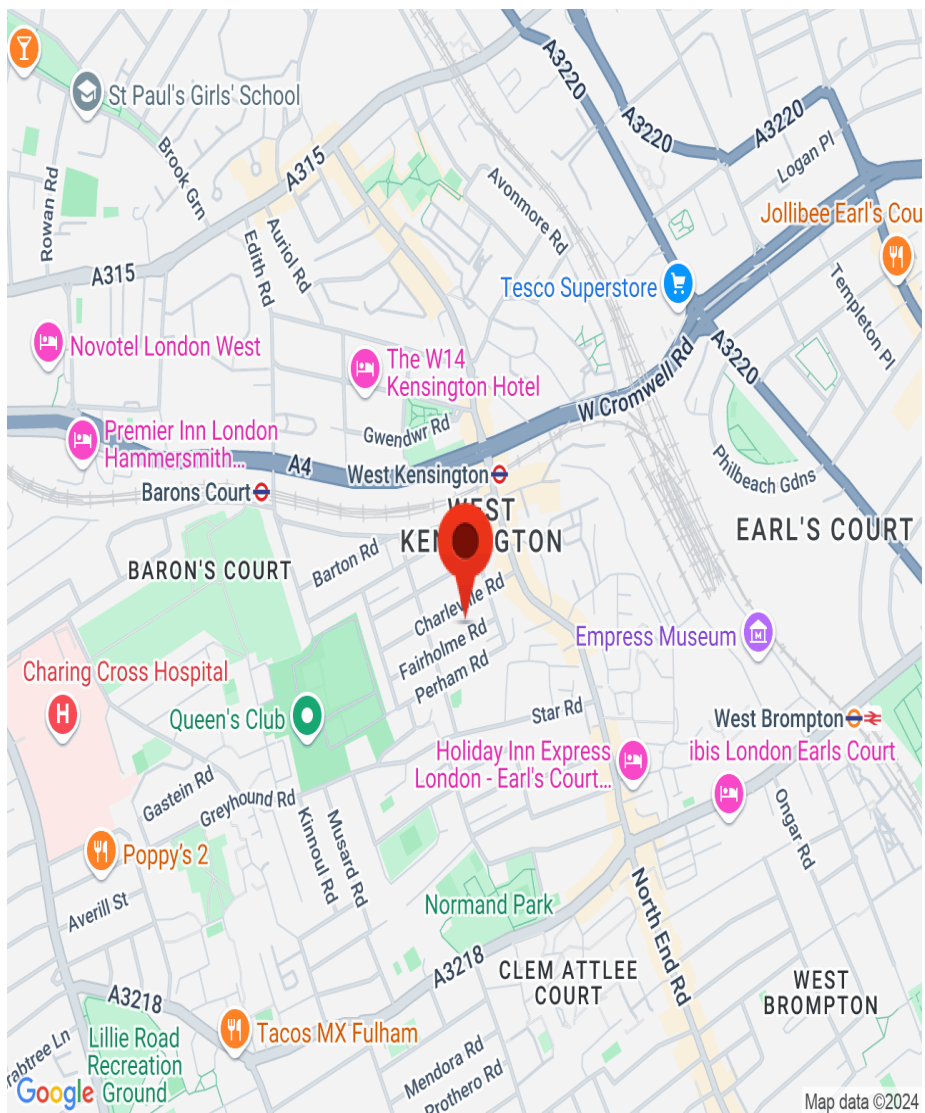 A3220
St Paul's Girls' School
A3220
A3220
Logan Pl
Brook Grn
A315
Rowan Rd
Avonmore Rd
Jollibee Earl's Cou
Auriol Rd
Edith Rd
A315
Tesco Superstore
Templeton Pl
A3220
Novotel London West
The W14
Kensington Hotel
W Cromwell Rd
Gwendwr Rd
Premier Inn London
Hammersmith...
A4
West Kensington
Philbeach Gdns
Barons Court
WEST
EARL'S COURT
Barton Rd
BARON'S COURT
Charleville Rd
Fairholme Rd
Empress Museum
Perham Rd
Charing Cross Hospital
H
Queen's Club
Star Rd
West Brompton
Holiday Inn Express
London - Earl's Court...
ibis London Earls Court
Gastein Rd
Greyhound Rd
Kinnoul Rd
Musard Rd
Ongar Rd
Poppy's 2
Averill St
Normand Park
North End Rd
A3218
CLEM ATTLEE
COURT
WEST
BROMPTON
A3218
Tacos MX Fulham
Lillie Road
Recreation
Ground
rabtree Ln
Mendora Rd
Prothero Rd
Google
Map data ©2024